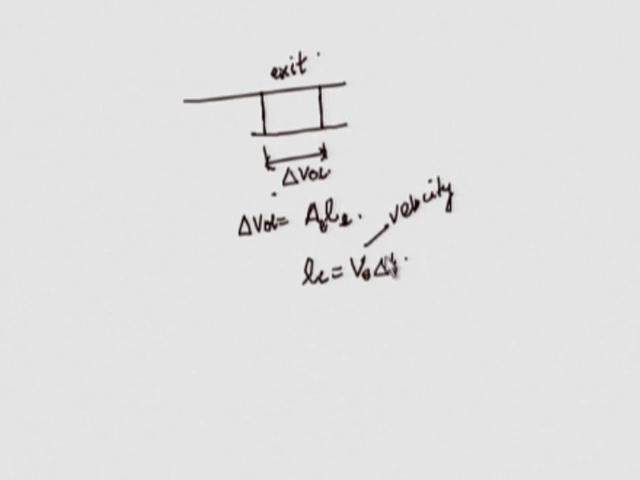 exit
ΔVol
ΔVol = Aₑlₑ.
velocity
lₑ = VₑΔt.